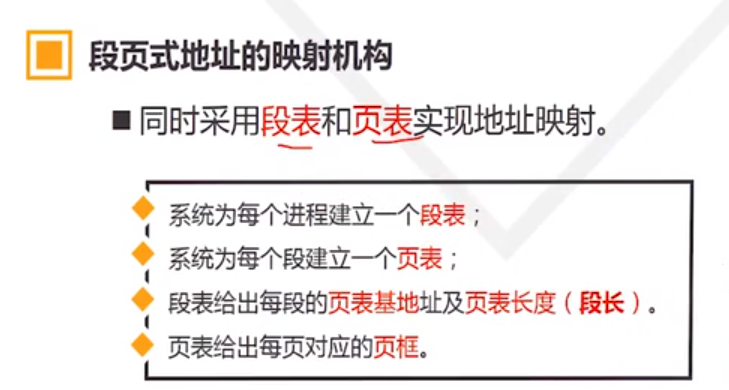 段页式地址的映射机构
同时采用段表和页表实现地址映射。
系统为每个进程建立一个段表；
系统为每个段建立一个页表；
段表给出每段的页表基地址及页表长度（段长）。
页表给出每页对应的页框。